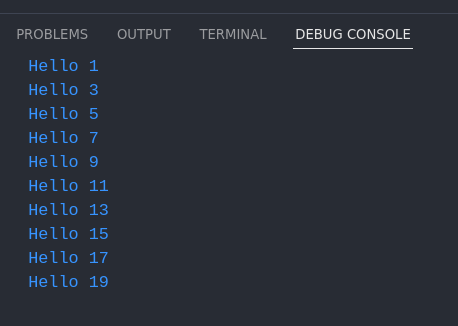 PROBLEMS OUTPUT TERMINAL DEBUG CONSOLE
Hello 1
Hello 3
Hello 5
Hello 7
Hello 9
Hello 11
Hello 13
Hello 15
Hello 17
Hello 19